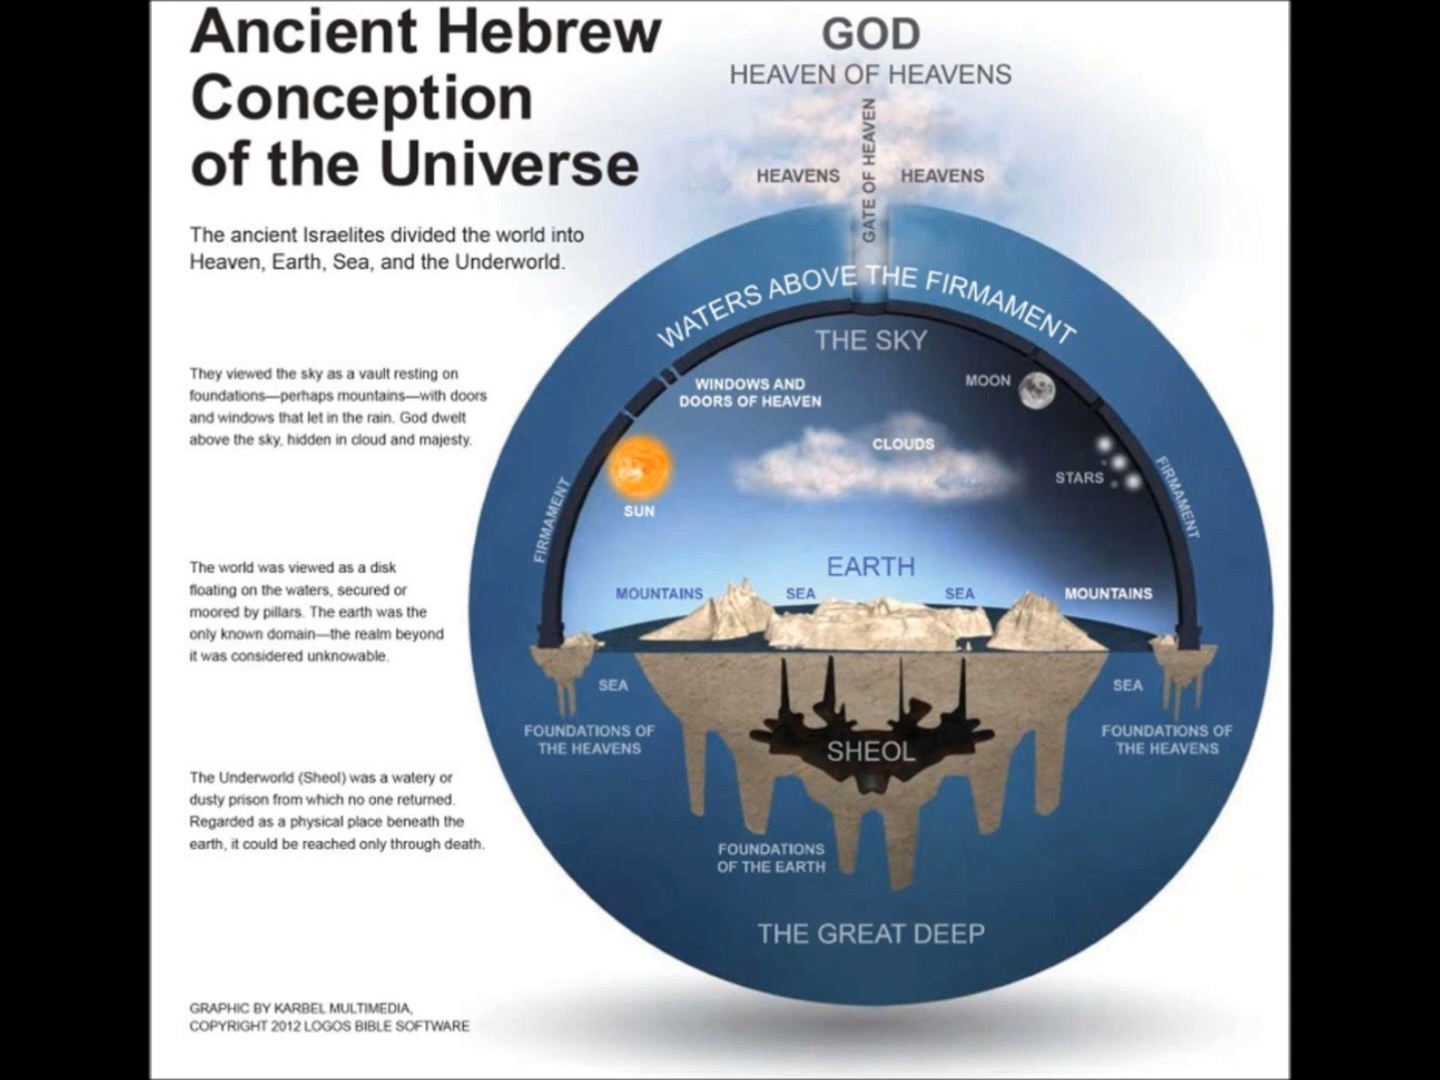 Ancient Hebrew
Conception
of the Universe
The ancient Israelites divided the world into
Heaven, Earth, Sea, and the Underworld.
They viewed the sky as a vault resting on
foundations—perhaps mountains—with doors
and windows that let in the rain. God dwelt
above the sky, hidden in cloud and majesty.
The world was viewed as a disk
floating on the waters, secured or
moored by pillars. The earth was the
only known domain—the realm beyond
it was considered unknowable.
The Underworld (Sheol) was a watery or
dusty prison from which no one returned.
Regarded as a physical place beneath the
earth, it could be reached only through death.
GRAPHIC BY KARBEL MULTIMEDIA,
COPYRIGHT 2012 LOGOS BIBLE SOFTWARE
GOD
HEAVEN OF HEAVENS
GATE OF HEAVEN
HEAVENS
HEAVENS
WATERS ABOVE THE FIRMAMENT
THE SKY
WINDOWS AND
DOORS OF HEAVEN
MOON
CLOUDS
STARS
SUN
FIRMAMENT
FIRMAMENT
EARTH
MOUNTAINS
SEA
SEA
MOUNTAINS
SEA
SEA
FOUNDATIONS OF
THE HEAVENS
FOUNDATIONS OF
THE HEAVENS
SHEOL
FOUNDATIONS
OF THE EARTH
THE GREAT DEEP